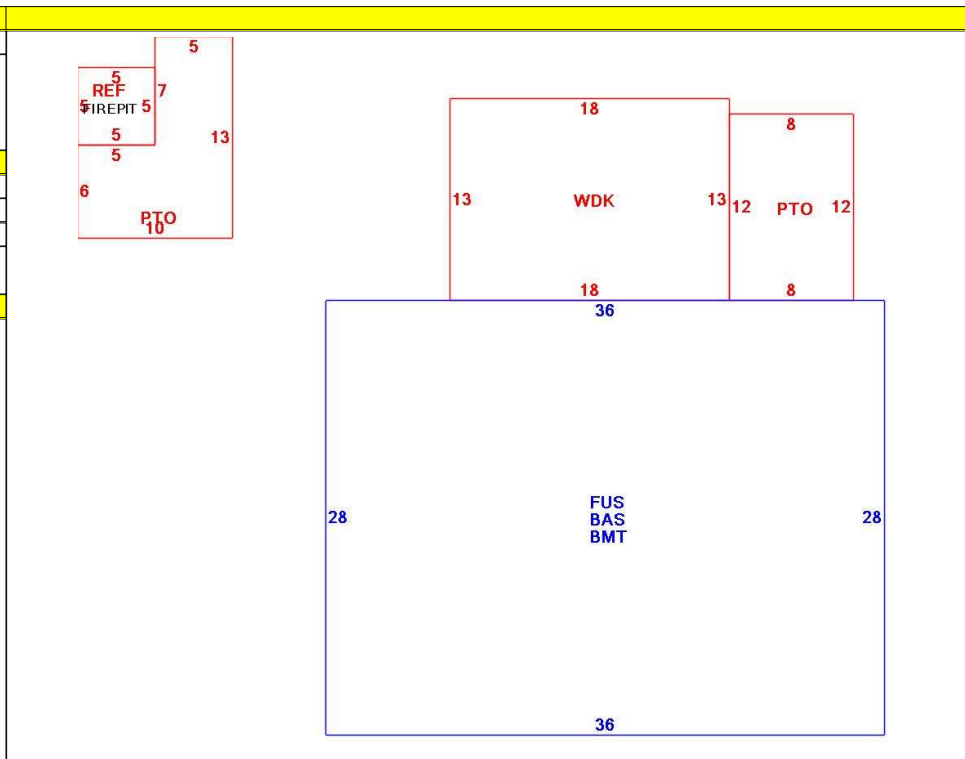 5
5
REF 7
5 FIREPIT 5
5 13
5
6
PTO
10
18
13 WDK 13
18
8
12 PTO 12
8
36
28 28
FUS
BAS
BMT
36